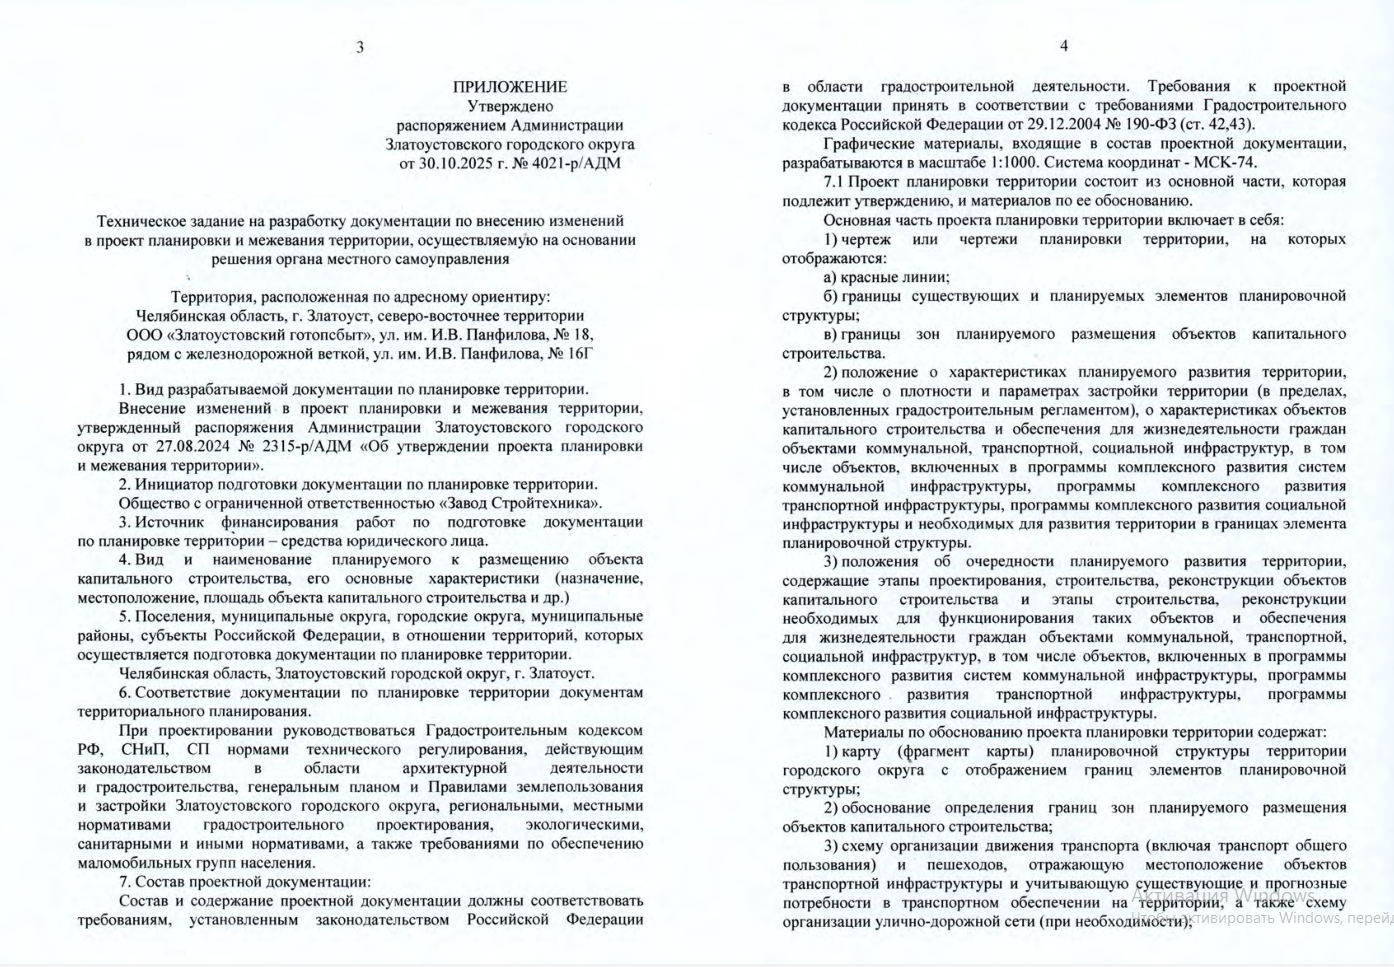 3
ПРИЛОЖЕНИЕ
Утверждено
распоряжением Администрации
Златоустовского городского округа
от 30.10.2025 г. № 4021-р/АДМ
Техническое задание на разработку документации по внесению изменений
в проект планировки и межевания территории, осуществляемую на основании
решения органа местного самоуправления
Территория, расположенная по адресному ориентиру:
Челябинская область, г. Златоуст, северо-восточнее территории
ООО «Златоустовский готопсбыт», ул. им. И.В. Панфилова, № 18,
рядом с железнодорожной веткой, ул. им. И.В. Панфилова, № 16Г
1. Вид разрабатываемой документации по планировке территории.
Внесение изменений в проект планировки и межевания территории,
утвержденный распоряжения Администрации Златоустовского городского
округа от 27.08.2024 № 2315-р/АДМ «Об утверждении проекта планировки
и межевания территории».
2. Инициатор подготовки документации по планировке территории.
Общество с ограниченной ответственностью «Завод Стройтехника».
3. Источник финансирования работ по подготовке документации
по планировке территории – средства юридического лица.
4. Вид и наименование планируемого к размещению объекта
капитального строительства, его основные характеристики (назначение,
местоположение, площадь объекта капитального строительства и др.)
5. Поселения, муниципальные округа, городские округа, муниципальные
районы, субъекты Российской Федерации, в отношении территорий, которых
осуществляется подготовка документации по планировке территории.
Челябинская область, Златоустовский городской округ, г. Златоуст.
6. Соответствие документации по планировке территории документам
территориального планирования.
При проектировании руководствоваться Градостроительным кодексом
РФ, СНиП, СП нормами технического регулирования, действующим
законодательством в области архитектурной деятельности
и градостроительства, генеральным планом и Правилами землепользования
и застройки Златоустовского городского округа, региональными, местными
нормативами градостроительного проектирования, экологическими,
санитарными и иными нормативами, а также требованиями по обеспечению
маломобильных групп населения.
7. Состав проектной документации:
Состав и содержание проектной документации должны соответствовать
требованиям, установленным законодательством Российской Федерации
4
в области градостроительной деятельности. Требования к проектной
документации принять в соответствии с требованиями Градостроительного
кодекса Российской Федерации от 29.12.2004 № 190-ФЗ (ст. 42,43).
Графические материалы, входящие в состав проектной документации,
разрабатываются в масштабе 1:1000. Система координат - МСК-74.
7.1 Проект планировки территории состоит из основной части, которая
подлежит утверждению, и материалов по ее обоснованию.
Основная часть проекта планировки территории включает в себя:
1) чертеж или чертежи планировки территории, на которых
отображаются:
а) красные линии;
б) границы существующих и планируемых элементов планировочной
структуры;
в) границы зон планируемого размещения объектов капитального
строительства.
2) положение о характеристиках планируемого развития территории,
в том числе о плотности и параметрах застройки территории (в пределах,
установленных градостроительным регламентом), о характеристиках объектов
капитального строительства и обеспечения для жизнедеятельности граждан
объектами коммунальной, транспортной, социальной инфраструктур, в том
числе объектов, включенных в программы комплексного развития систем
коммунальной инфраструктуры, программы комплексного развития
транспортной инфраструктуры, программы комплексного развития социальной
инфраструктуры и необходимых для развития территории в границах элемента
планировочной структуры.
3) положения об очередности планируемого развития территории,
содержащие этапы проектирования, строительства, реконструкции объектов
капитального строительства и этапы строительства, реконструкции
необходимых для функционирования таких объектов и обеспечения
для жизнедеятельности граждан объектами коммунальной, транспортной,
социальной инфраструктур, в том числе объектов, включенных в программы
комплексного развития систем коммунальной инфраструктуры, программы
комплексного развития транспортной инфраструктуры, программы
комплексного развития социальной инфраструктуры.
Материалы по обоснованию проекта планировки территории содержат:
1) карту (фрагмент карты) планировочной структуры территории
городского округа с отображением границ элементов планировочной
структуры;
2) обоснование определения границ зон планируемого размещения
объектов капитального строительства;
3) схему организации движения транспорта (включая транспорт общего
пользования) и пешеходов, отражающую местоположение объектов
транспортной инфраструктуры и учитывающую существующие и прогнозные
потребности в транспортном обеспечении на территории, а также схему
организации улично-дорожной сети (при необходимости);
Активация Windows
Чтобы активировать Windows, перейд